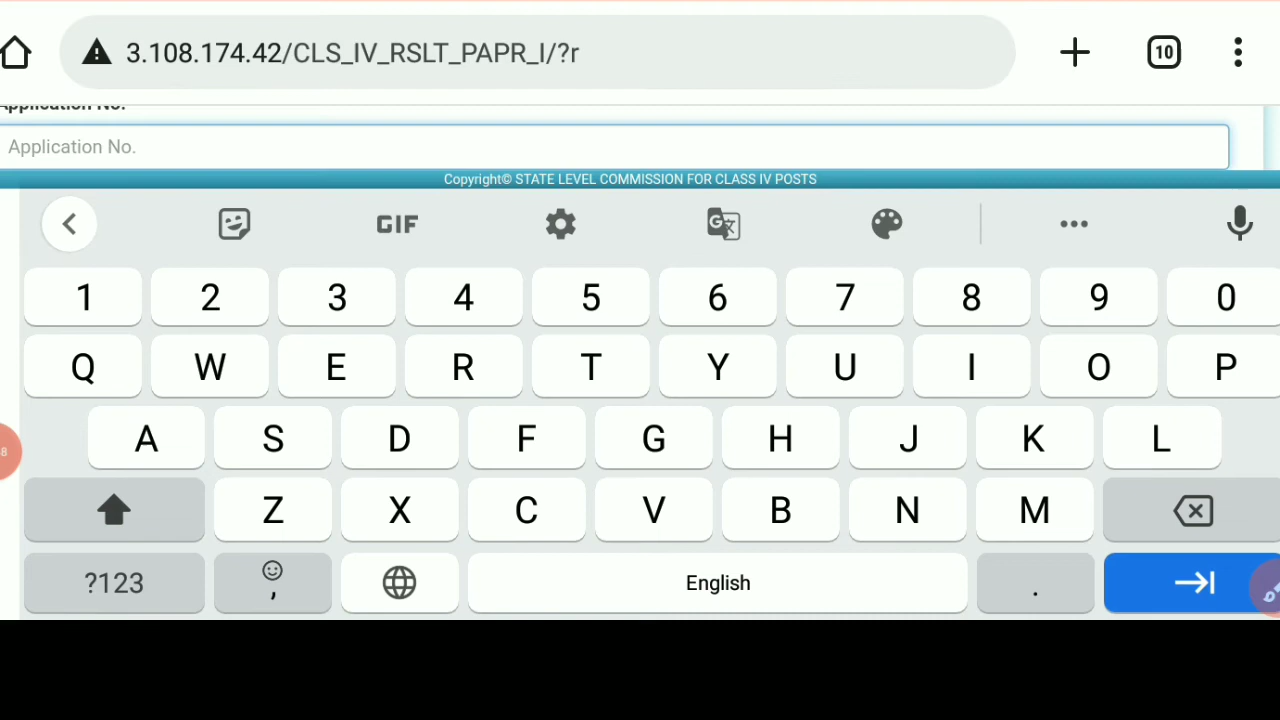 3.108.174.42/CLS_IV_RSLT_PAPR_I/?r
10
Application No.
Application No.
Copyright© STATE LEVEL COMMISSION FOR CLASS IV POSTS
GIF
G
1 2 3 4 5 6 7 8 9 0
Q W E R T Y U I O P
A S D F G H J K L
Z X C V B N M
?123 , English .